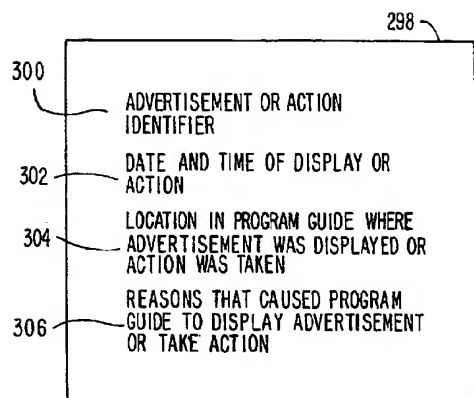 298
300
ADVERTISEMENT OR ACTION
IDENTIFIER
302
DATE AND TIME OF DISPLAY OR
ACTION
304
LOCATION IN PROGRAM GUIDE WHERE
ADVERTISEMENT WAS DISPLAYED OR
ACTION WAS TAKEN
306
REASONS THAT CAUSED PROGRAM
GUIDE TO DISPLAY ADVERTISEMENT
OR TAKE ACTION